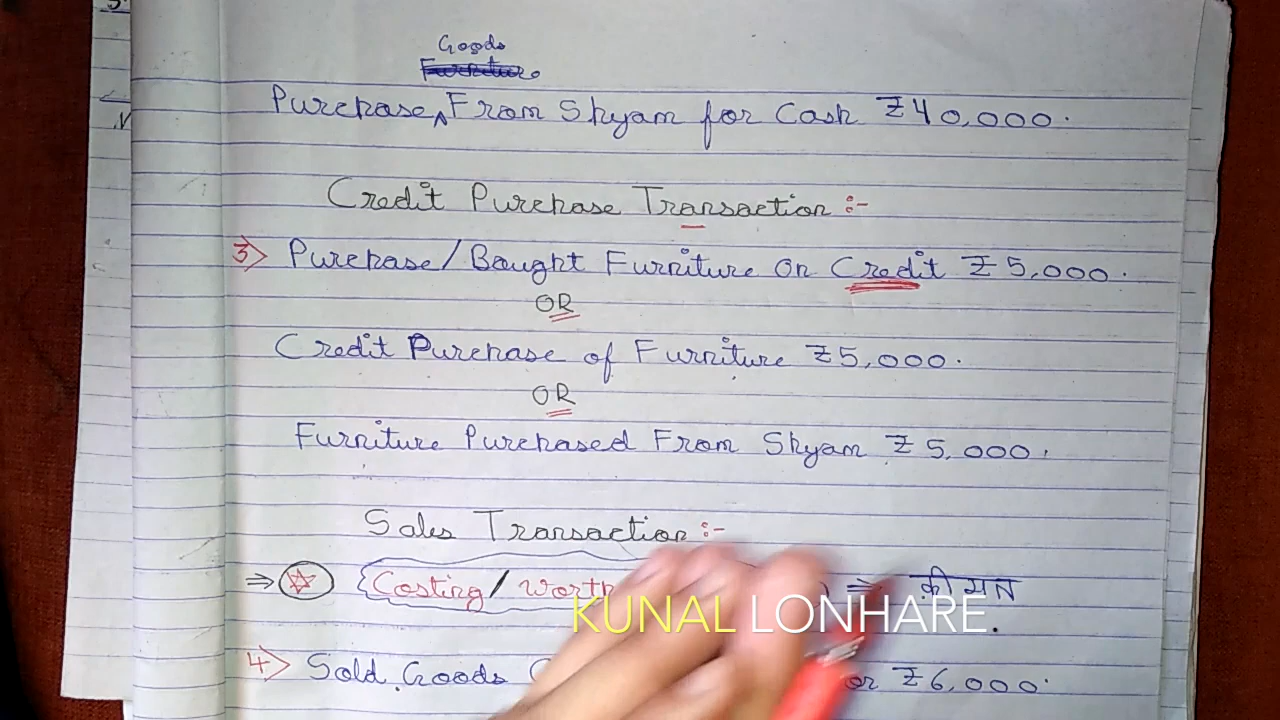 Goods
Furniture
Purchase ^ From Shyam for Cash ₹40,000.
Credit Purchase Transaction :-
3> Purchase/Bought Furniture On Credit ₹5,000.
OR
Credit Purchase of Furniture ₹5,000.
OR
Furniture Purchased From Shyam ₹5,000.
Sales Transaction :-
⇒ {Costing/Worth ) ⇒ कीमत
KUNAL LONHARE.
4> Sold Goods or ₹6,000.